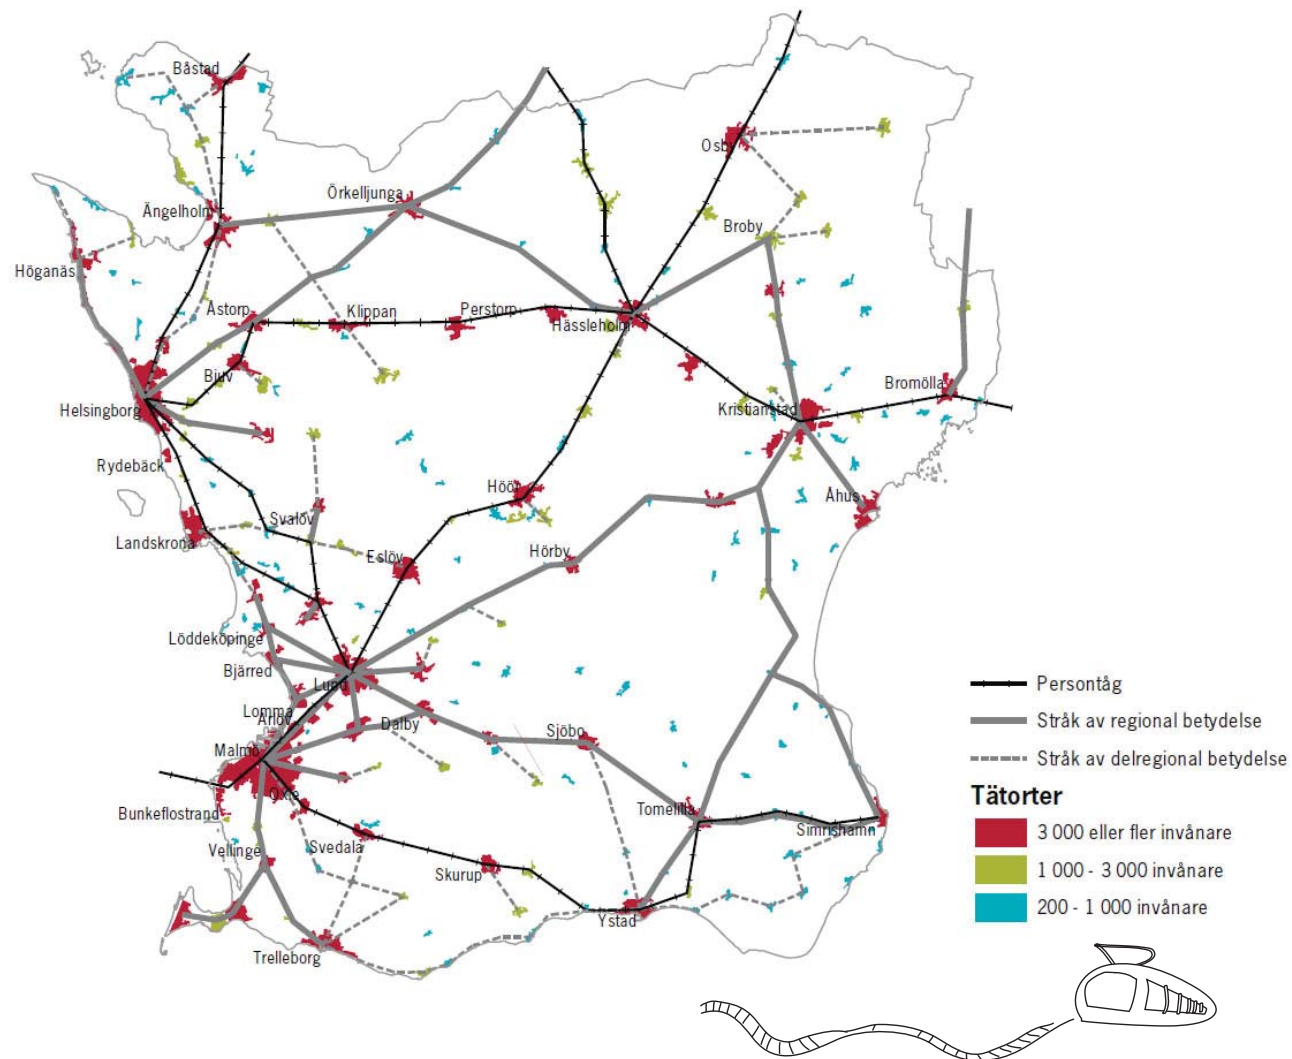 Båstad
Osby
Örkelljunga
Ängelholm
Broby
Höganäs
Åstorp
Klippan
Perstorp
Hässleholm
Bjuv
Bromölla
Helsingborg
Kristianstad
Rydebäck
Höör
Åhus
Svalöv
Landskrona
Eslöv
Hörby
Löddeköpinge
Bjärred
Lund
Lomma
Arlöv
Dalby
Sjöbo
Malmö
Oxie
Bunkeflostrand
Tomelilla
Simrishamn
Vellinge
Svedala
Skurup
Ystad
Trelleborg
Persontåg
Stråk av regional betydelse
Stråk av delregional betydelse
Tätorter
3 000 eller fler invånare
1 000 - 3 000 invånare
200 - 1 000 invånare